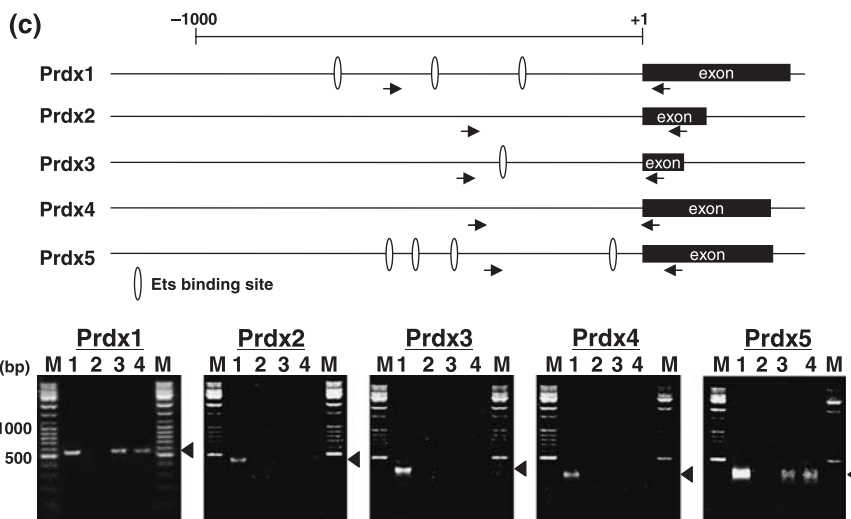 (c)
−1000 +1
Prdx1 exon
Prdx2 exon
Prdx3 exon
Prdx4 exon
Prdx5 exon
Ets binding site
Prdx1 Prdx2 Prdx3 Prdx4 Prdx5
(bp) M 1 2 3 4 M M 1 2 3 4 M M 1 2 3 4 M M 1 2 3 4 M M 1 2 3 4 M
1000
500